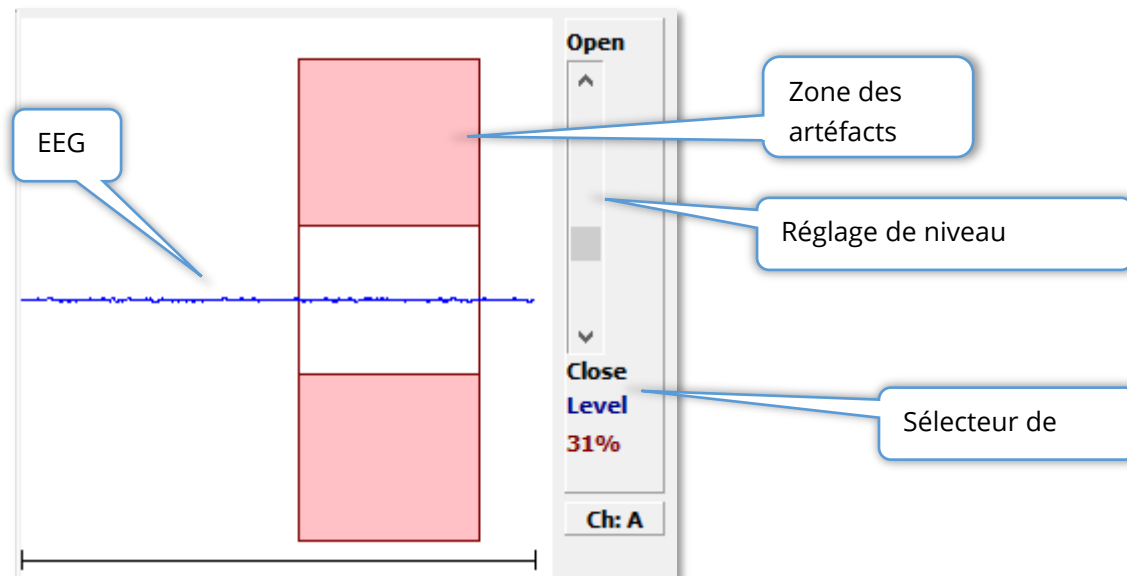 Open
Zone des
artéfacts
EEG
Réglage de niveau
Close
Level
31%
Sélecteur de
Ch: A